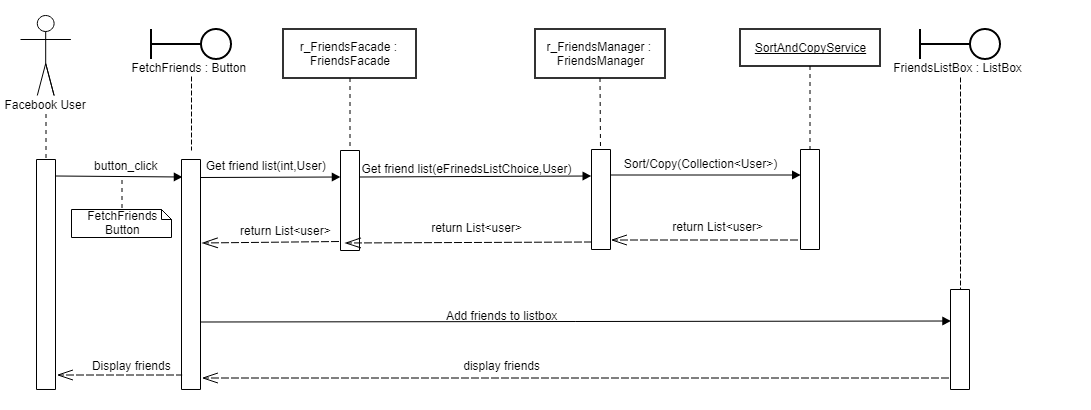 r_FriendsFacade :
FriendsFacade
r_FriendsManager :
FriendsManager
SortAndCopyService
FetchFriends : Button
FriendsListBox : ListBox
Facebook User
button_click
Get friend list(int,User)
Get friend list(eFrinedsListChoice,User)
Sort/Copy(Collection<User>)
FetchFriends
Button
return List<user>
return List<user>
return List<user>
Add friends to listbox
Display friends
display friends